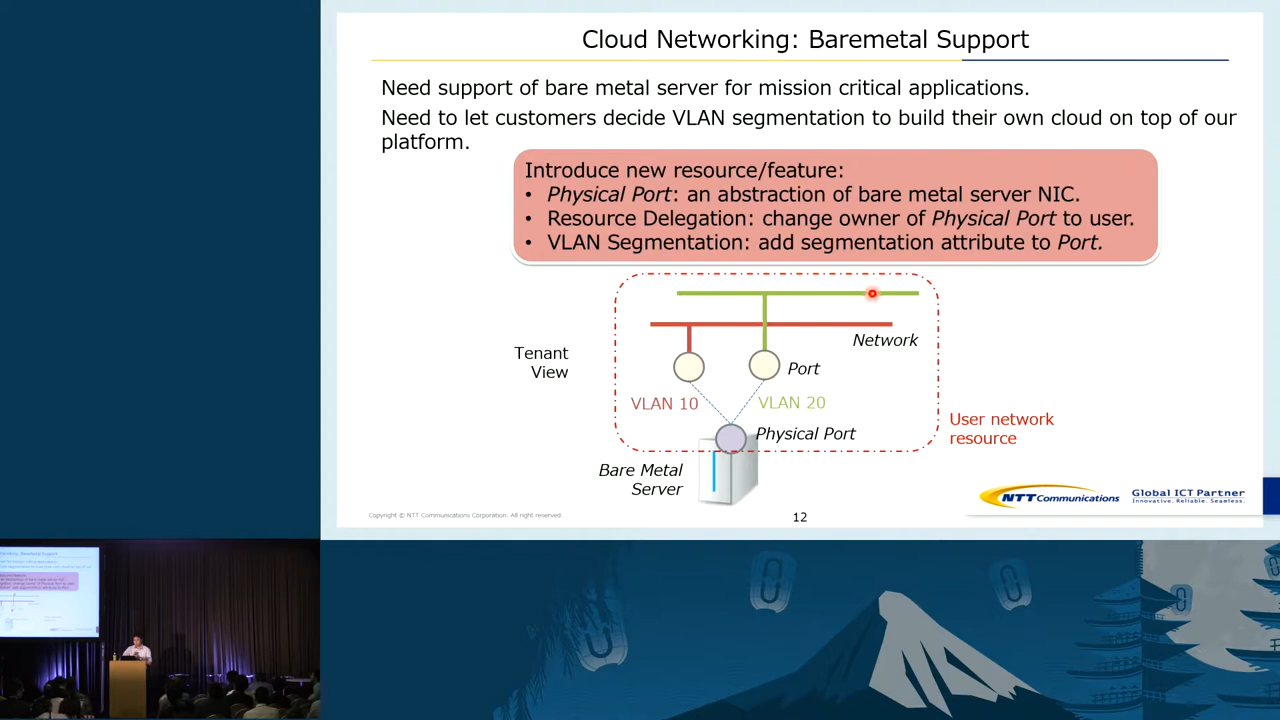 Cloud Networking: Baremetal Support
Need support of bare metal server for mission critical applications.
Need to let customers decide VLAN segmentation to build their own cloud on top of our
platform.
Introduce new resource/feature:
• Physical Port: an abstraction of bare metal server NIC.
• Resource Delegation: change owner of Physical Port to user.
• VLAN Segmentation: add segmentation attribute to Port.
Network
Tenant
View
Port
VLAN 10
VLAN 20
Physical Port
User network
resource
Bare Metal
Server
NTT Communications
Global ICT Partner
Innovative. Reliable. Seamless.
Copyright © NTT Communications Corporation. All right reserved.
12